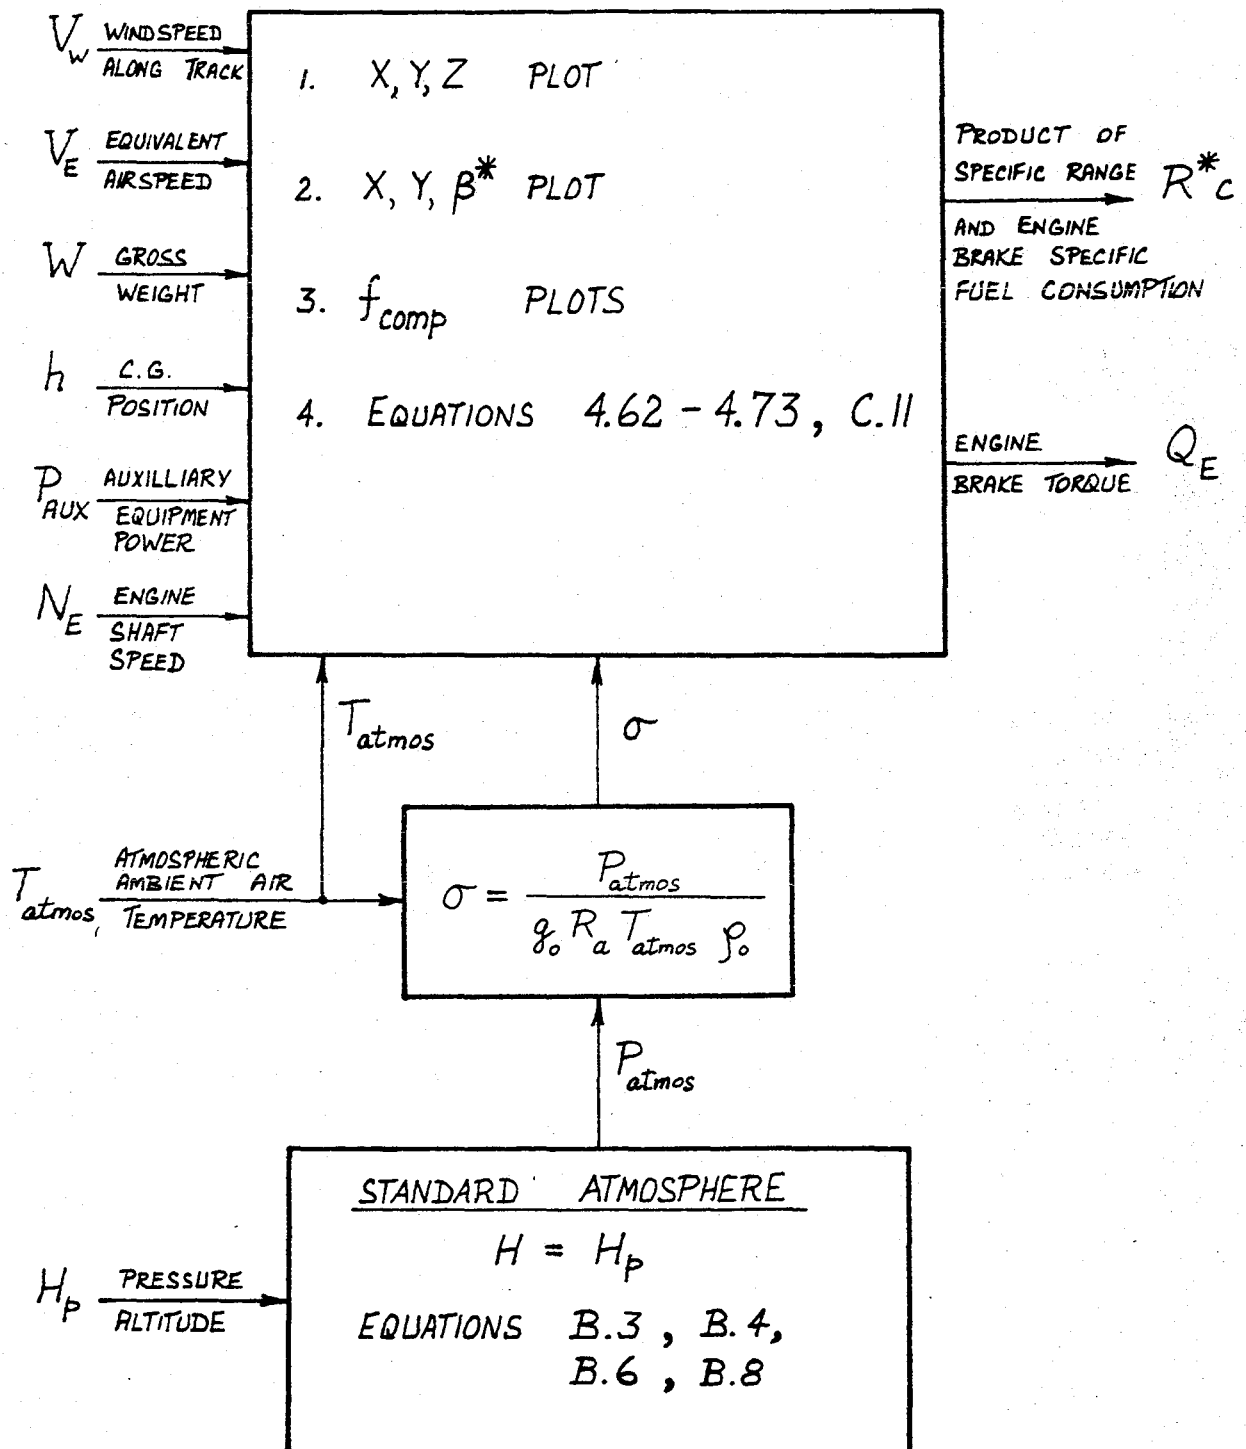 V_w WINDSPEED
ALONG TRACK
V_E EQUIVALENT
AIRSPEED
W GROSS
WEIGHT
h C.G.
POSITION
P_AUX AUXILLIARY
EQUIPMENT
POWER
N_E ENGINE
SHAFT
SPEED
1. X, Y, Z PLOT
2. X, Y, β* PLOT
3. f_comp PLOTS
4. EQUATIONS 4.62 - 4.73, C.11
PRODUCT OF
SPECIFIC RANGE
R*c
AND ENGINE
BRAKE SPECIFIC
FUEL CONSUMPTION
ENGINE
BRAKE TORQUE
Q_E
T_atmos
σ
T_atmos
ATMOSPHERIC
AMBIENT AIR
TEMPERATURE
σ = P_atmos / g_o R_a T_atmos ρ_o
P_atmos
STANDARD ATMOSPHERE
H = H_p
H_p PRESSURE
ALTITUDE
EQUATIONS B.3, B.4,
B.6, B.8